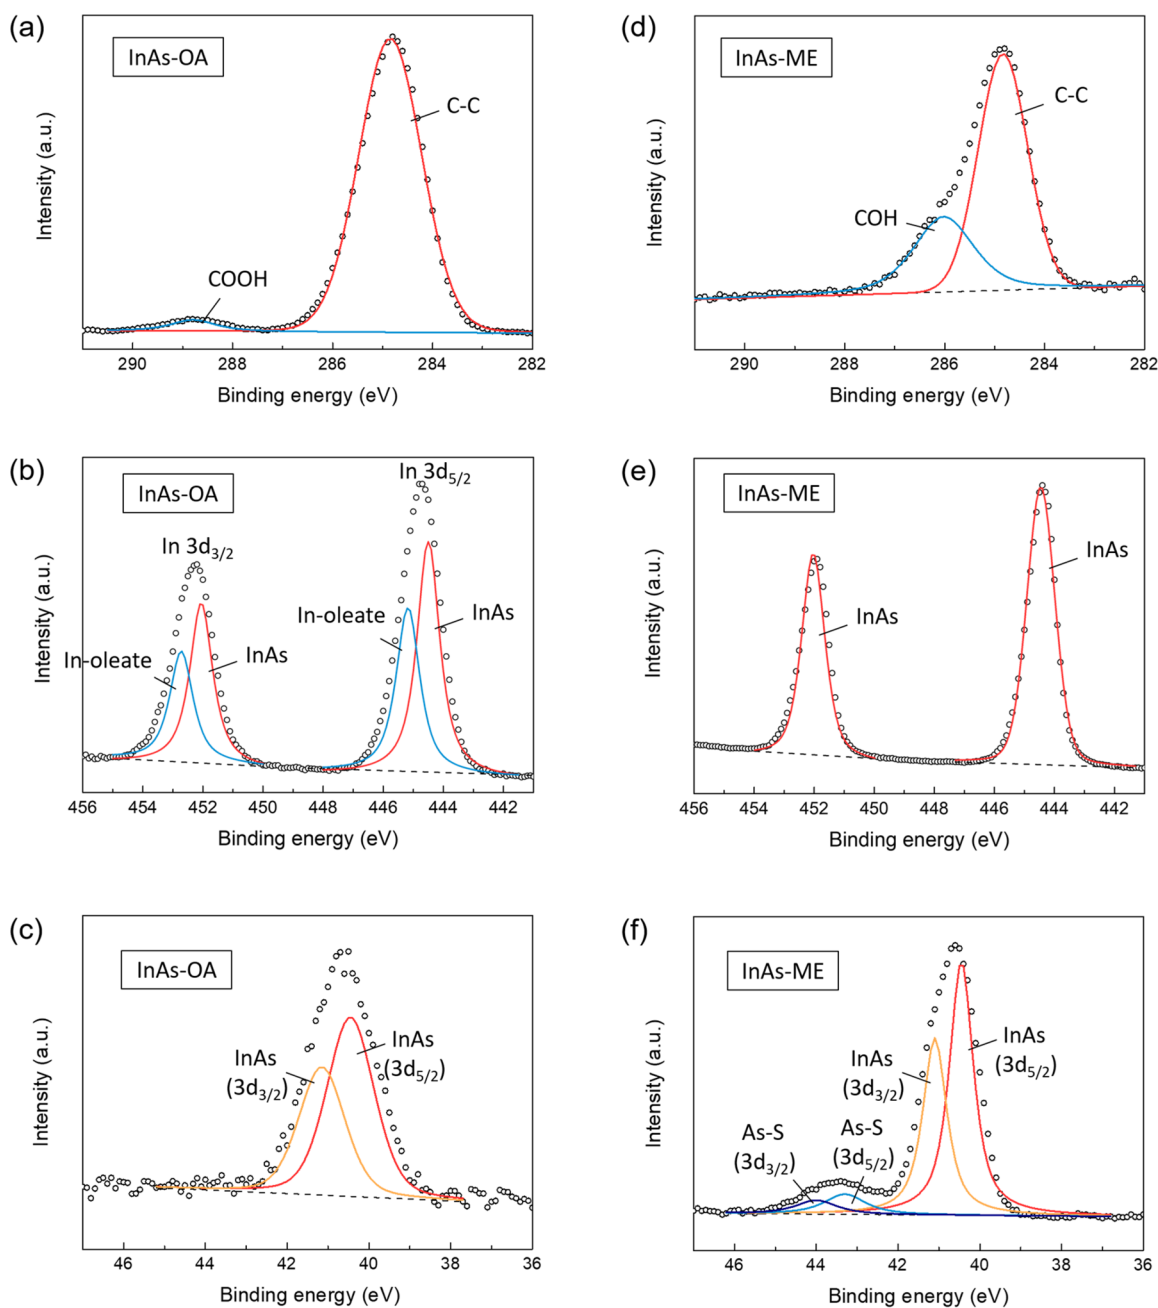 (a)
InAs-OA
C-C
COOH
Intensity (a.u.)
290 288 286 284 282
Binding energy (eV)
(d)
InAs-ME
C-C
COH
Intensity (a.u.)
290 288 286 284 282
Binding energy (eV)
(b)
InAs-OA
In 3d5/2
In 3d3/2
In-oleate
InAs
In-oleate
InAs
Intensity (a.u.)
456 454 452 450 448 446 444 442
Binding energy (eV)
(e)
InAs-ME
InAs
InAs
Intensity (a.u.)
456 454 452 450 448 446 444 442
Binding energy (eV)
(c)
InAs-OA
InAs
(3d3/2)
InAs
(3d5/2)
Intensity (a.u.)
46 44 42 40 38 36
Binding energy (eV)
(f)
InAs-ME
InAs
(3d5/2)
InAs
(3d3/2)
As-S
(3d3/2)
As-S
(3d5/2)
Intensity (a.u.)
46 44 42 40 38 36
Binding energy (eV)